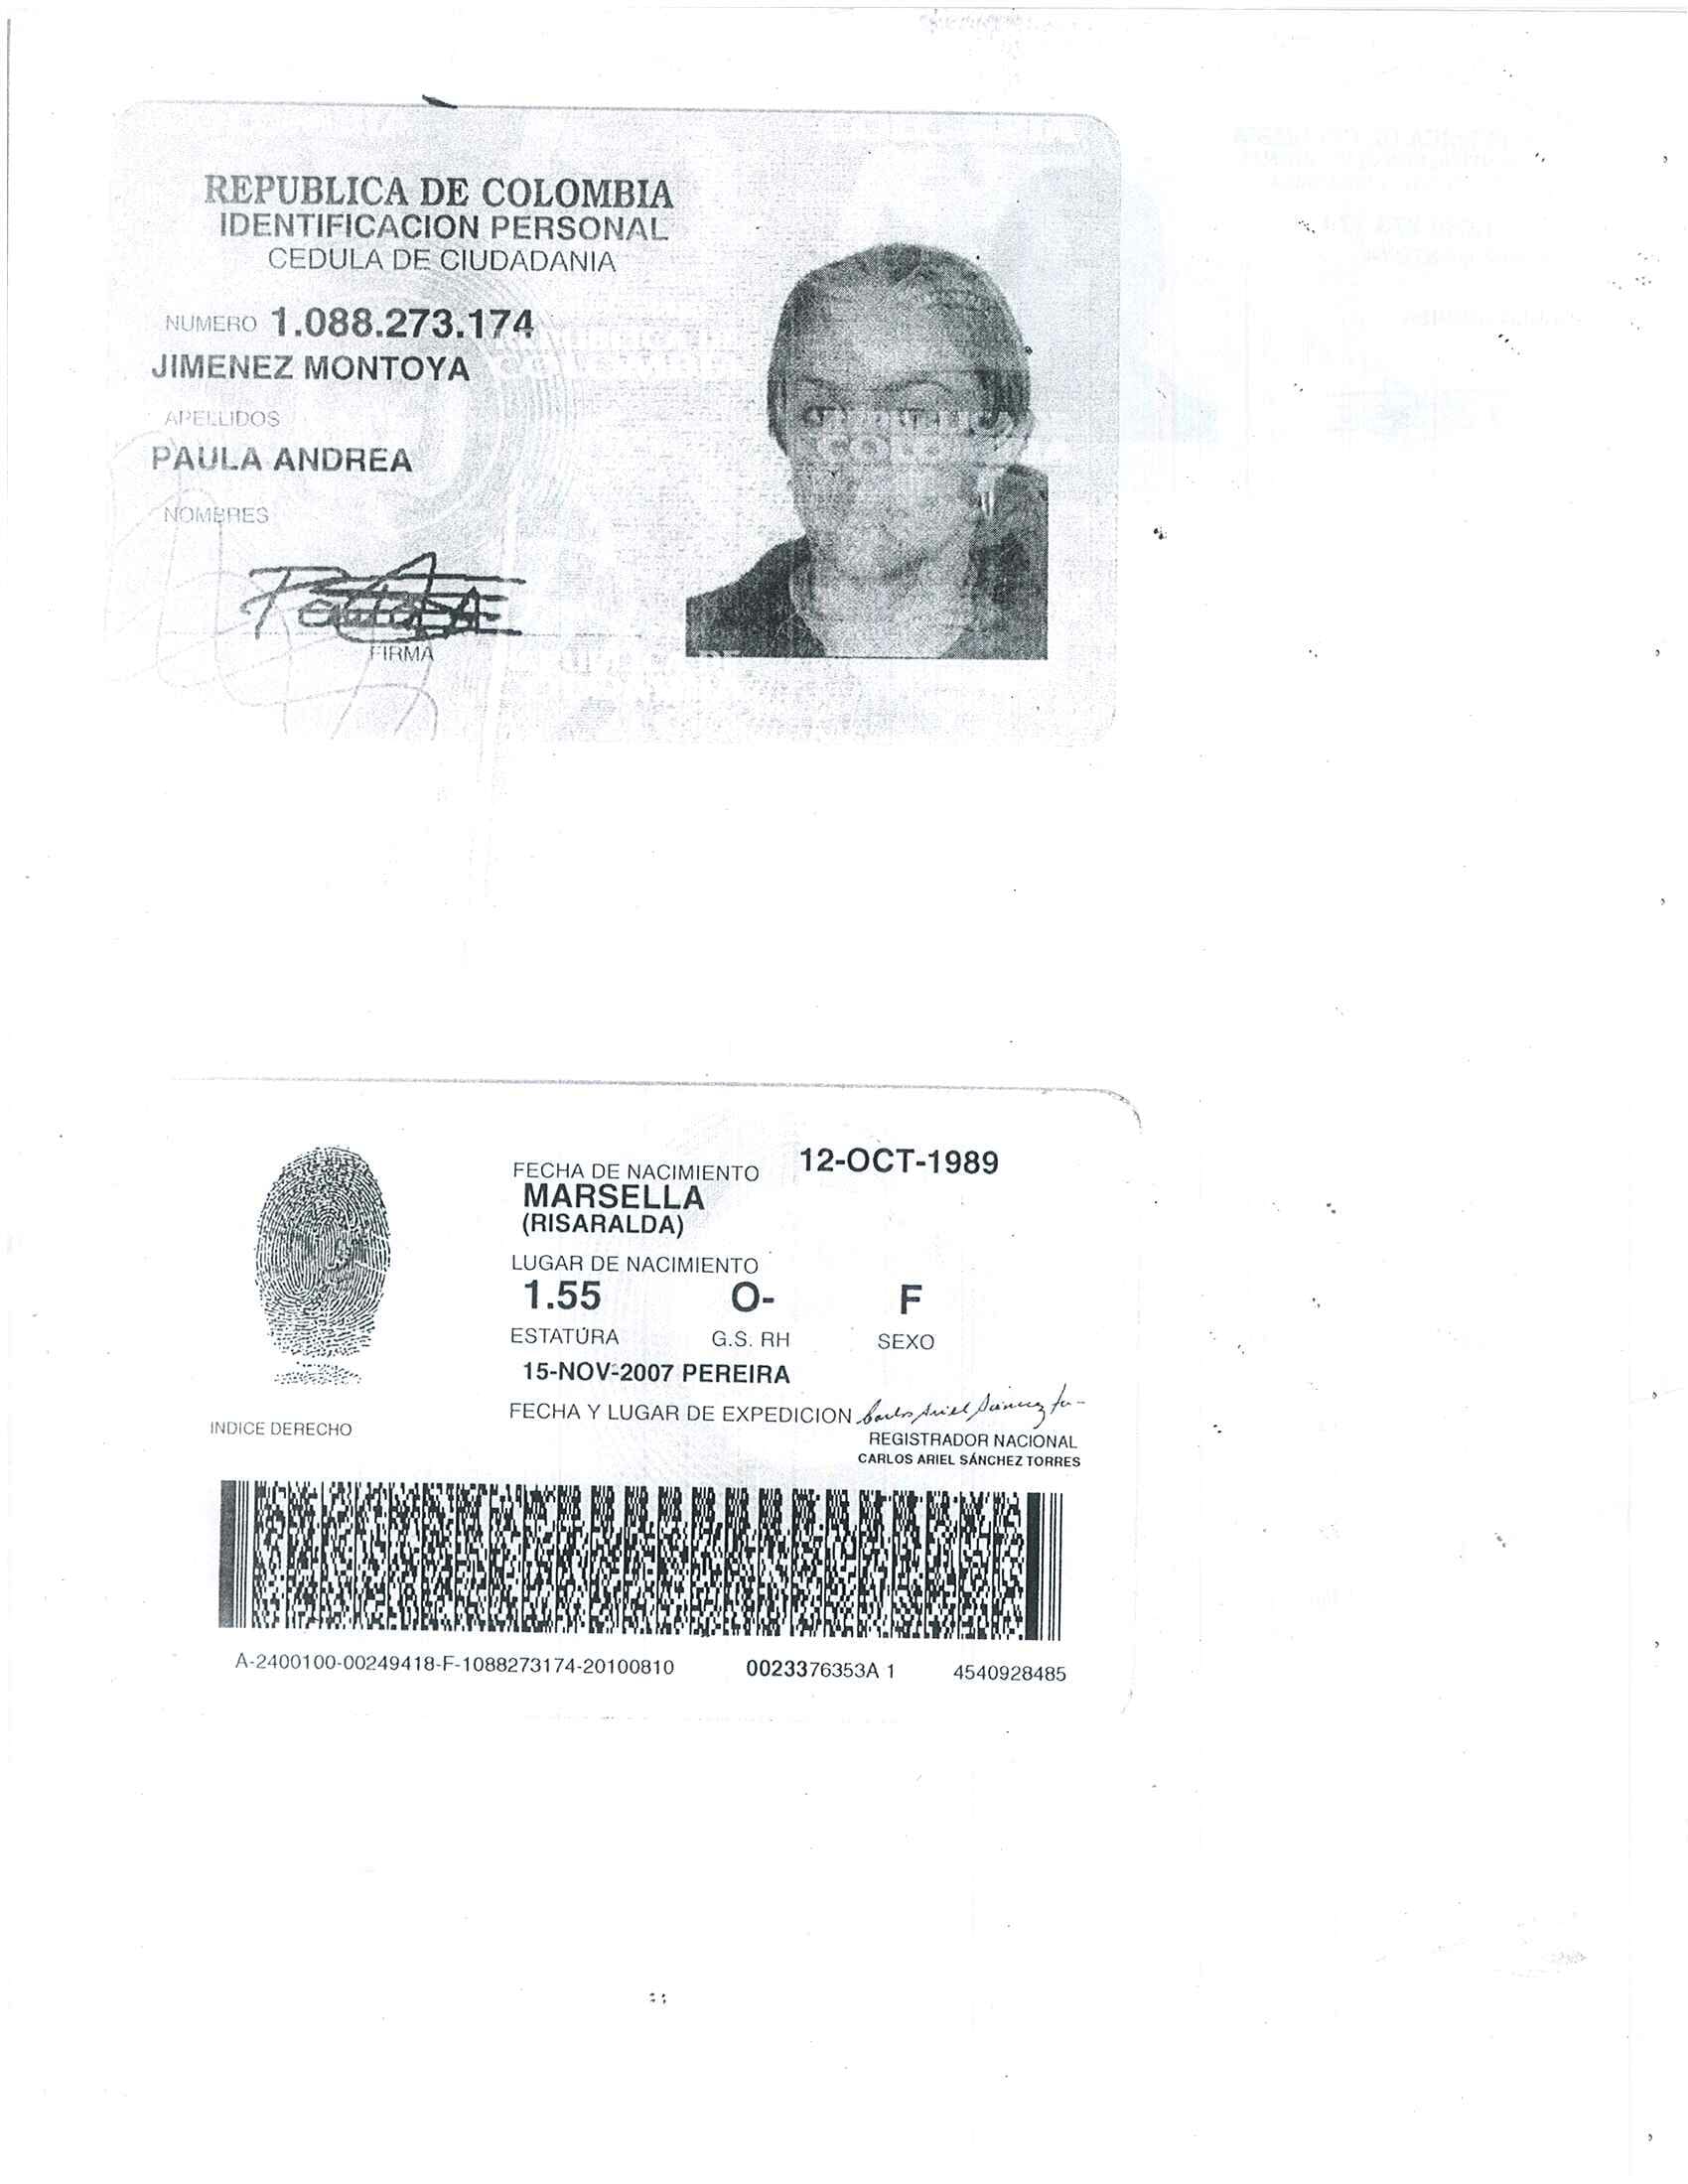 REPUBLICA DE COLOMBIA
IDENTIFICACION PERSONAL
CEDULA DE CIUDADANIA
NUMERO 1.088.273.174
JIMENEZ MONTOYA
APELLIDOS
PAULA ANDREA
NOMBRES
FIRMA
FECHA DE NACIMIENTO 12-OCT-1989
MARSELLA
(RISARALDA)
LUGAR DE NACIMIENTO
1.55 O- F
ESTATURA G.S. RH SEXO
15-NOV-2007 PEREIRA
FECHA Y LUGAR DE EXPEDICION
INDICE DERECHO
REGISTRADOR NACIONAL
CARLOS ARIEL SÁNCHEZ TORRES
A-2400100-00249418-F-1088273174-20100810 0023376353A 1 4540928485